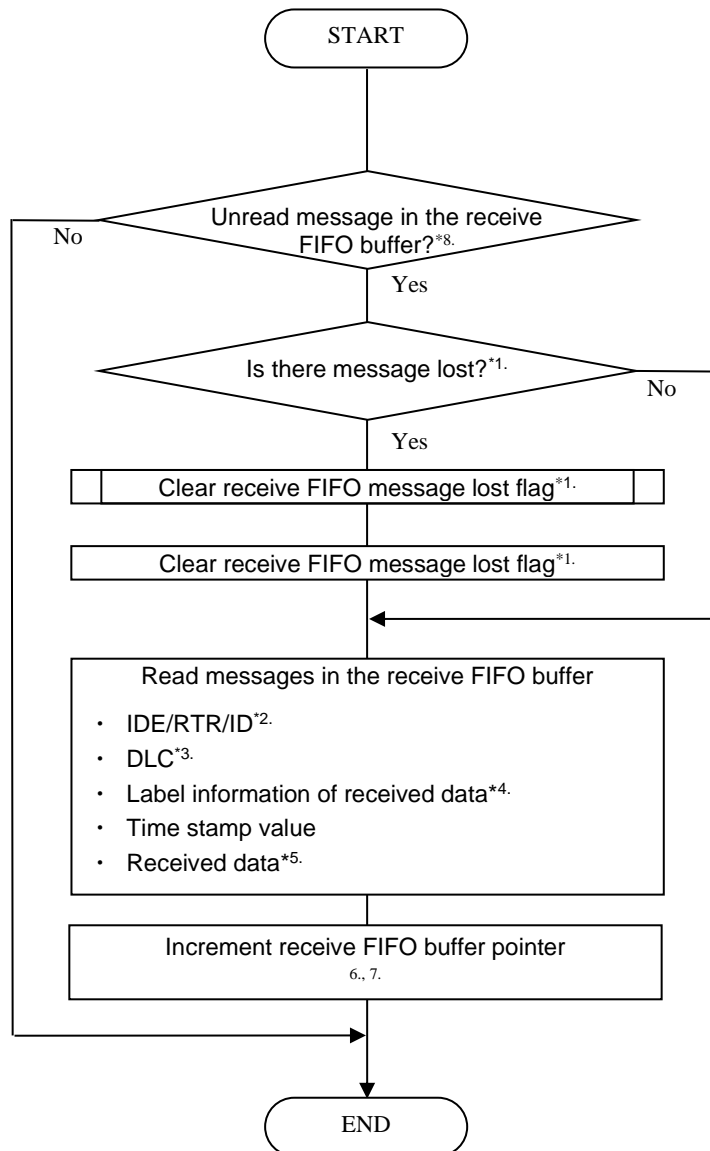 START
Unread message in the receive
FIFO buffer?*8.
No
Yes
Is there message lost?*1.
No
Yes
Clear receive FIFO message lost flag*1.
Clear receive FIFO message lost flag*1.
Read messages in the receive FIFO buffer
・ IDE/RTR/ID*2.
・ DLC*3.
・ Label information of received data*4.
・ Time stamp value
・ Received data*5.
Increment receive FIFO buffer pointer
6., 7.
END